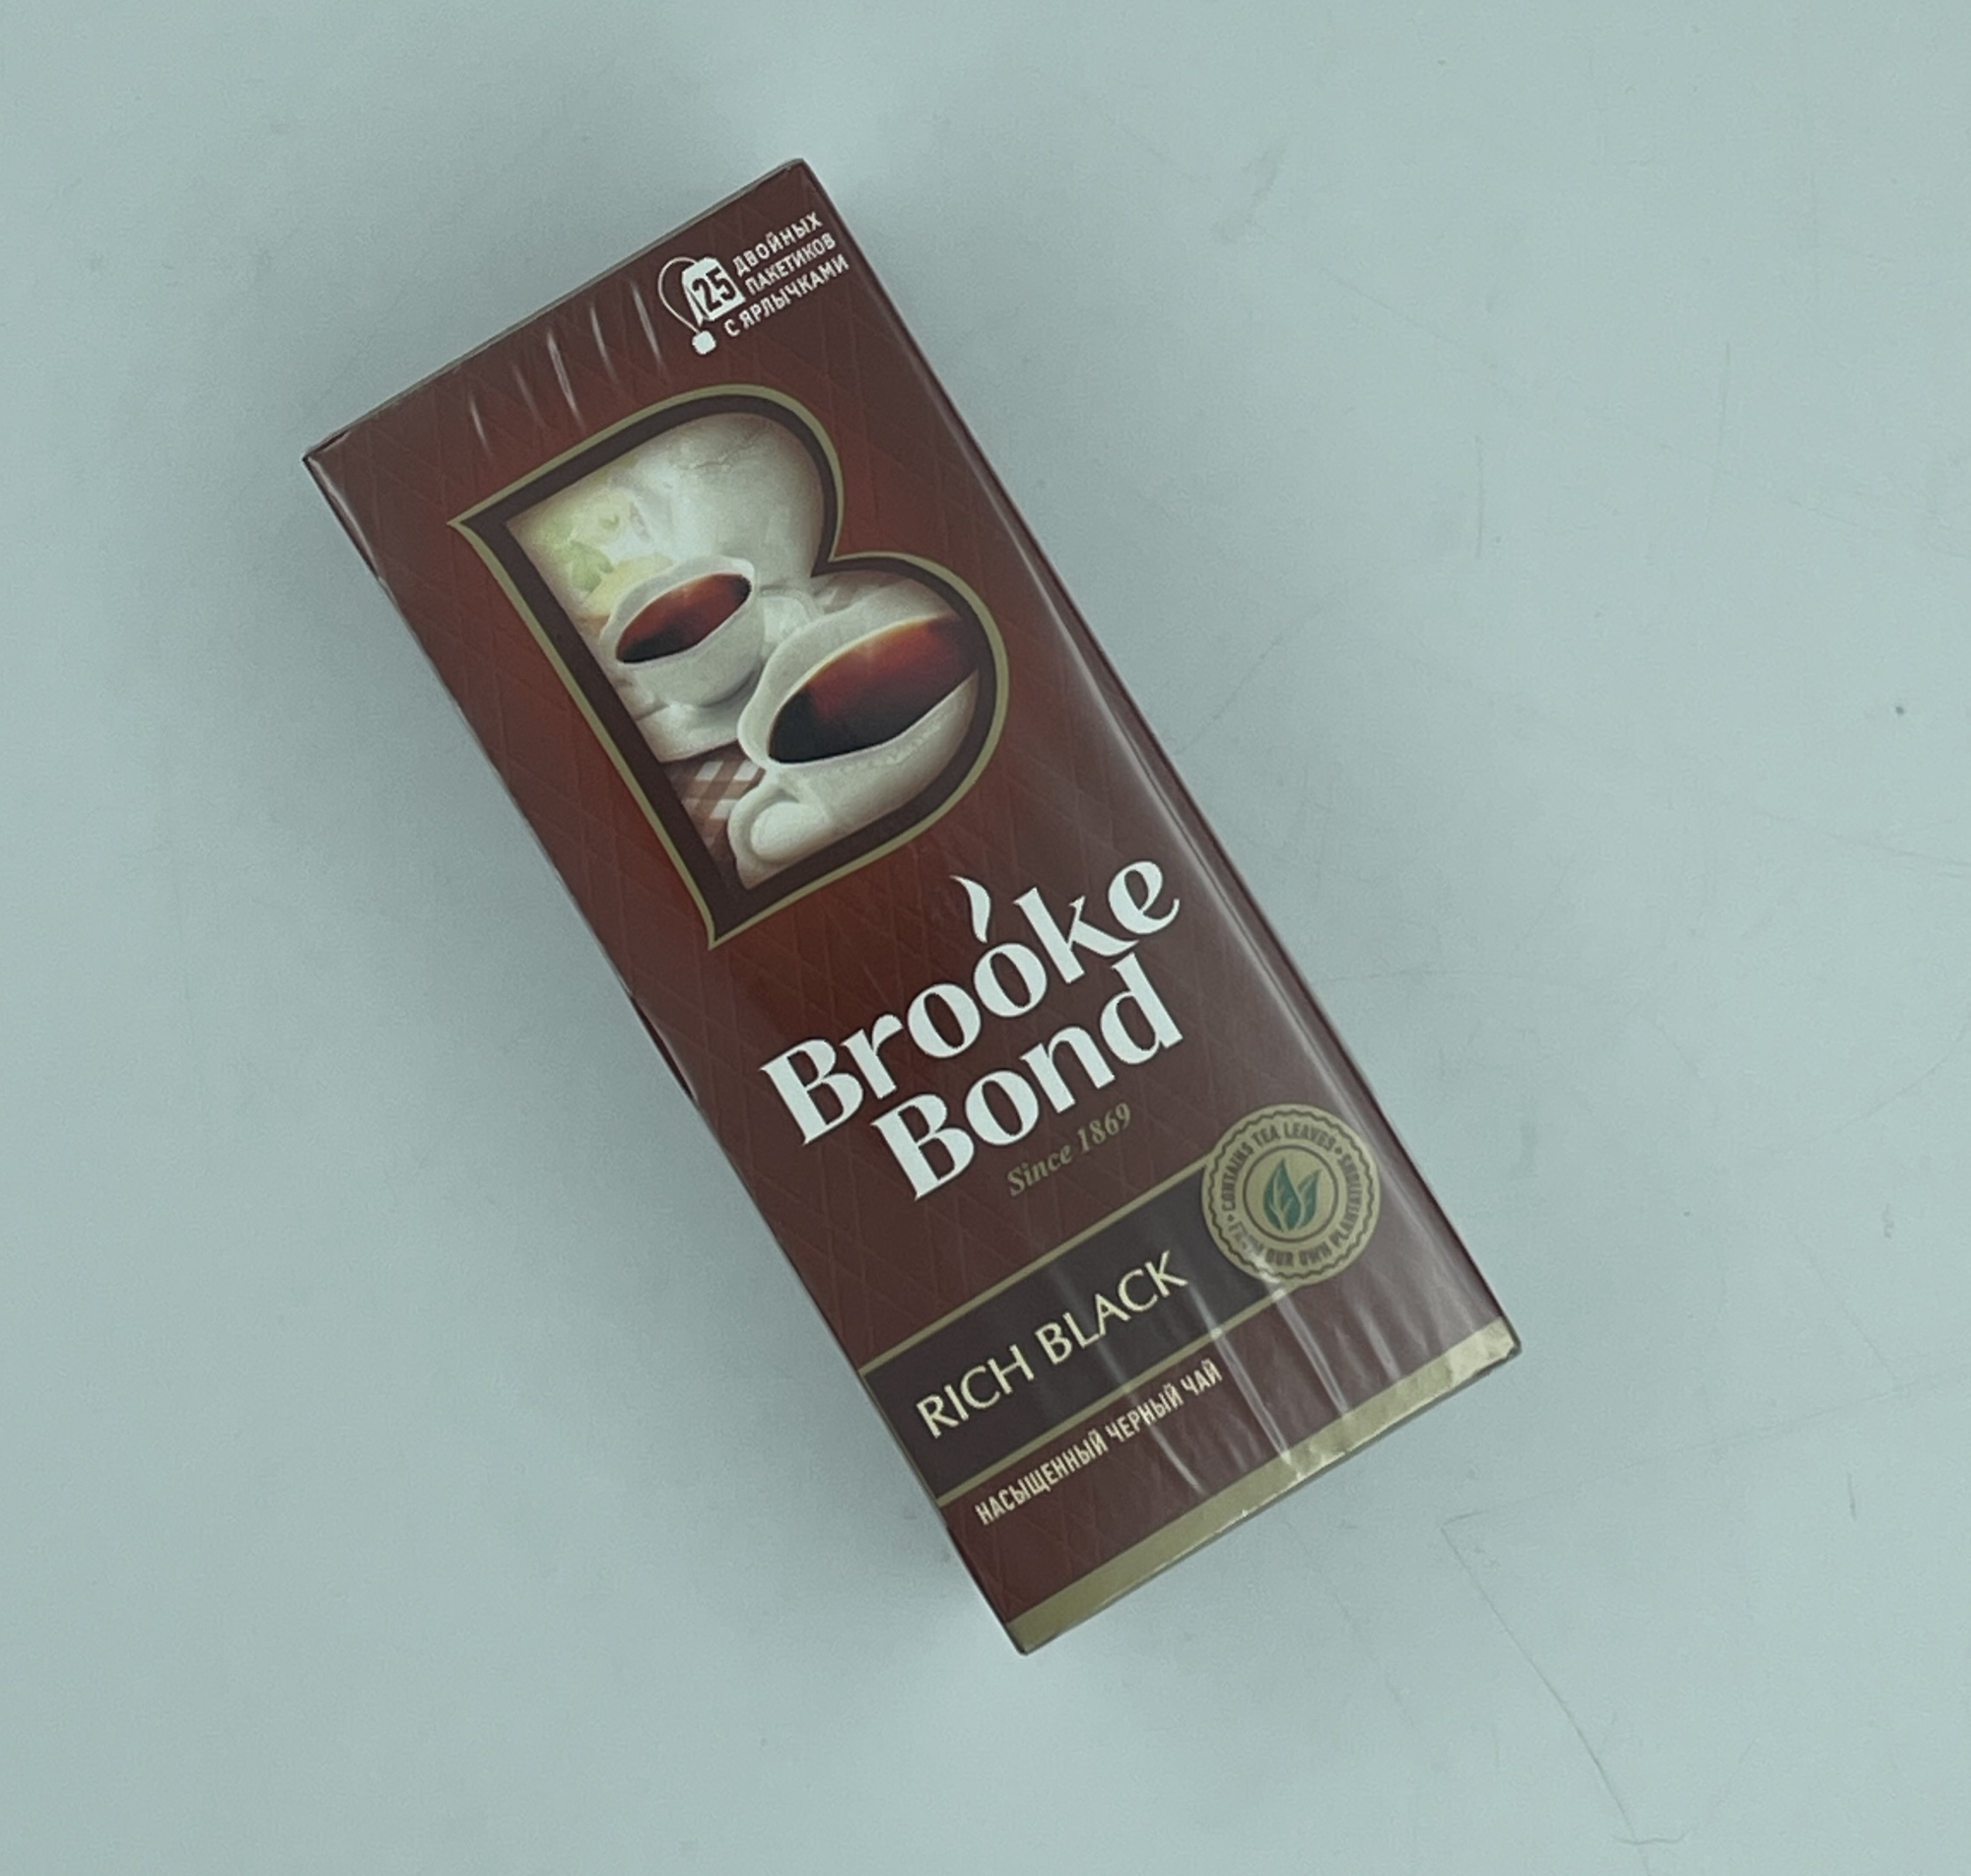 25 ДВОЙНЫХ
ПАКЕТИКОВ
С ЯРЛЫЧКАМИ
Brooke
Bond
Since 1869
CONTAINS TEA LEAVES
FROM OUR OWN PLANTATIONS
RICH BLACK
НАСЫЩЕННЫЙ ЧЕРНЫЙ ЧАЙ